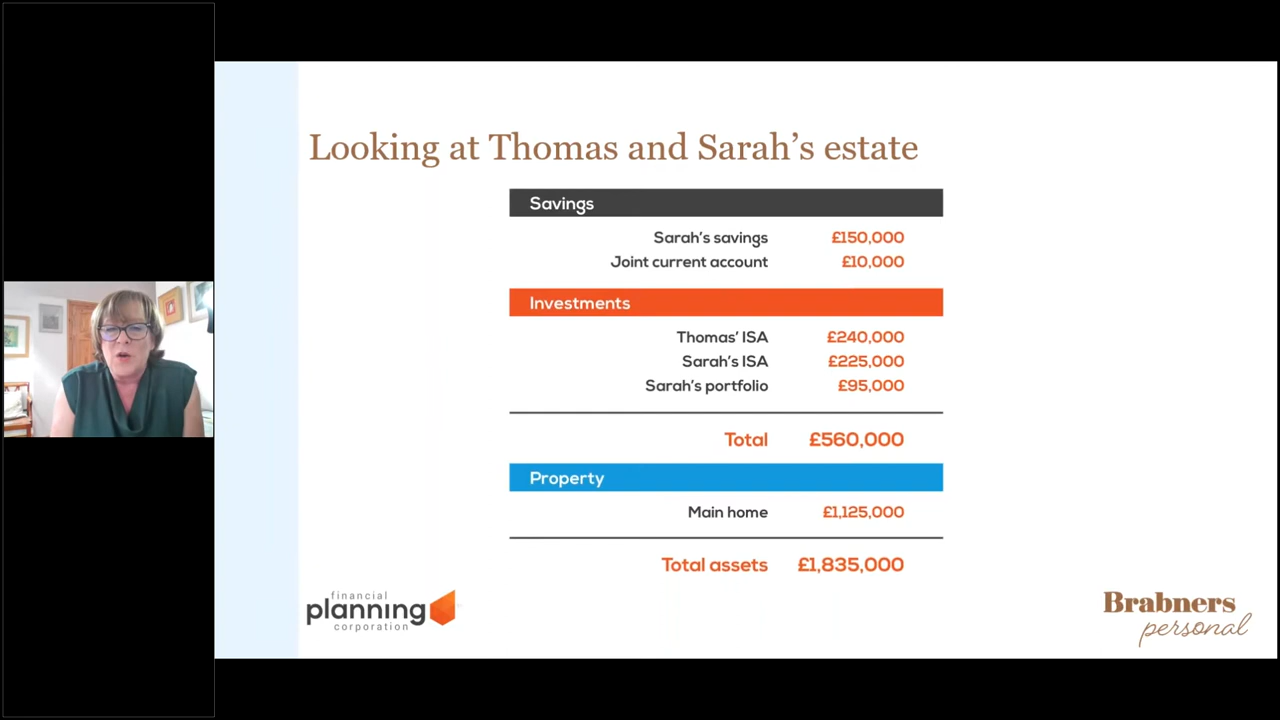 Looking at Thomas and Sarah’s estate
Savings
Sarah’s savings £150,000
Joint current account £10,000
Investments
Thomas’ ISA £240,000
Sarah’s ISA £225,000
Sarah’s portfolio £95,000
Total £560,000
Property
Main home £1,125,000
Total assets £1,835,000
financial
planning
corporation
Brabners
personal